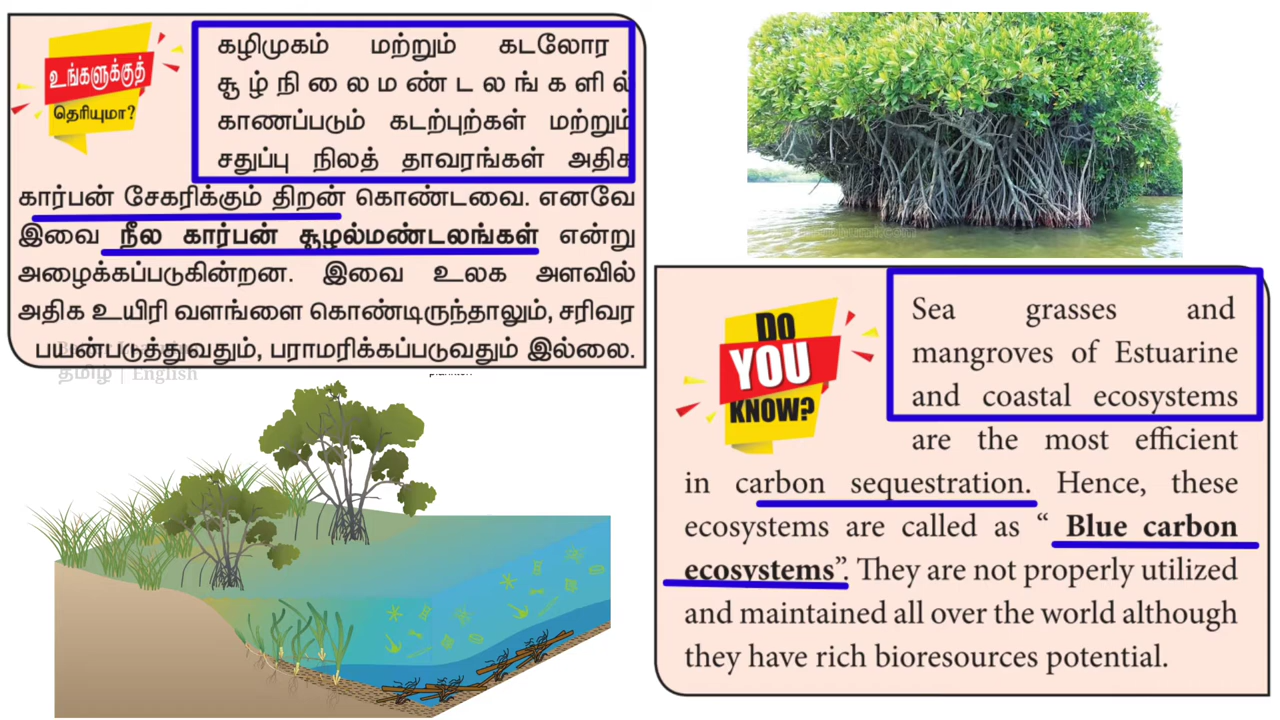 உங்களுக்குத்
தெரியுமா?
கழிமுகம் மற்றும் கடலோர
சூழ்நிலைமண்டலங்களில்
காணப்படும் கடற்புற்கள் மற்றும்
சதுப்பு நிலத் தாவரங்கள் அதிக
கார்பன் சேகரிக்கும் திறன் கொண்டவை. எனவே
இவை நீல கார்பன் சூழல்மண்டலங்கள் என்று
அழைக்கப்படுகின்றன. இவை உலக அளவில்
அதிக உயிரி வளங்ளை கொண்டிருந்தாலும், சரிவர
பயன்படுத்துவதும், பராமரிக்கப்படுவதும் இல்லை.
தமிழ் | English
DO
YOU
KNOW?
Sea grasses and
mangroves of Estuarine
and coastal ecosystems
are the most efficient
in carbon sequestration. Hence, these
ecosystems are called as “ Blue carbon
ecosystems”. They are not properly utilized
and maintained all over the world although
they have rich bioresources potential.